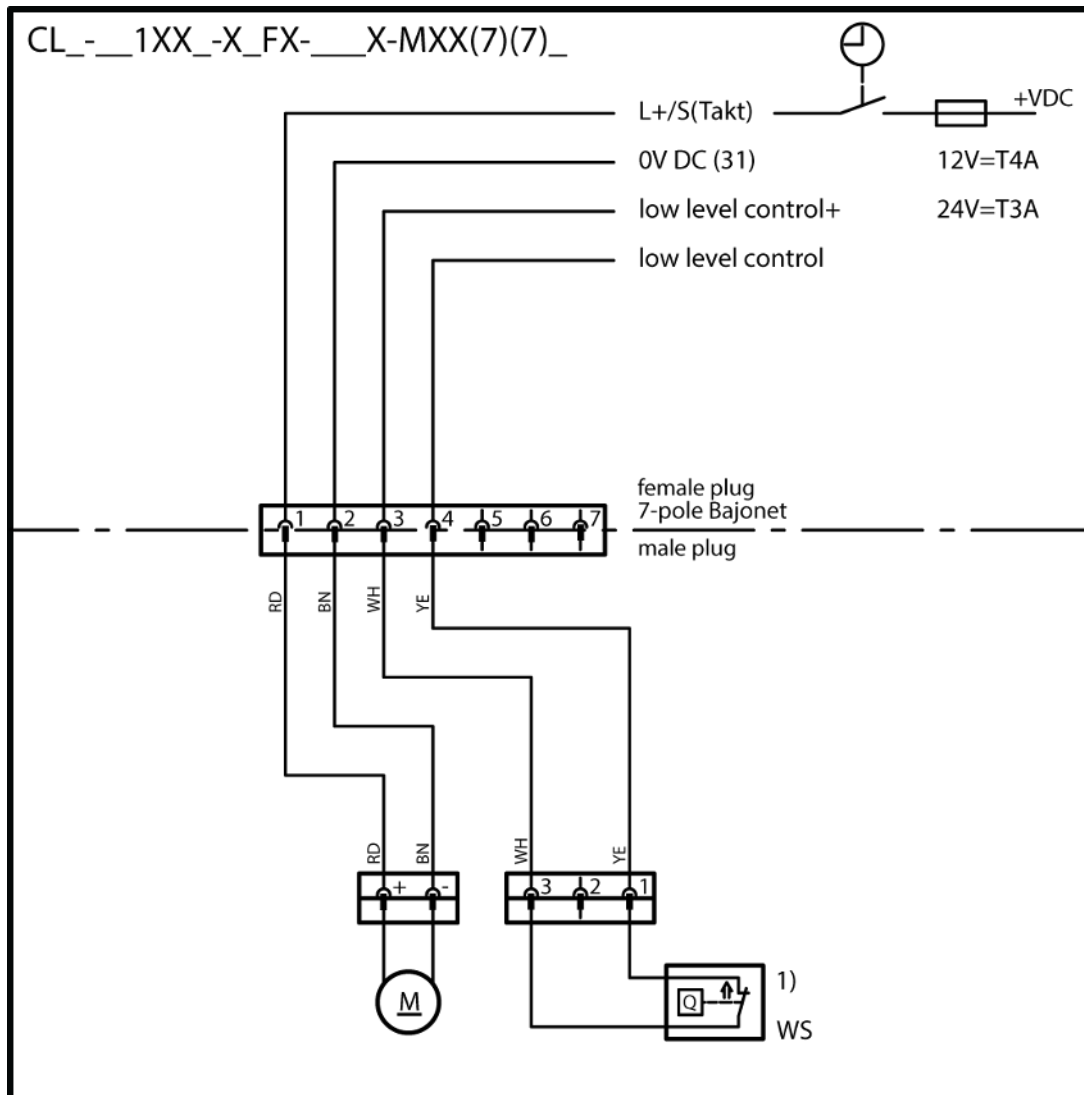 CL_-__1XX_-X_FX-___X-MXX(7)(7)_
L+/S(Takt)
+VDC
0V DC (31)
12V=T4A
low level control+
24V=T3A
low level control
female plug
7-pole Bajonet
1 2 3 4 5 6 7
male plug
RD BN WH YE
RD BN WH YE
+ - 3 2 1
1)
M
Q
WS